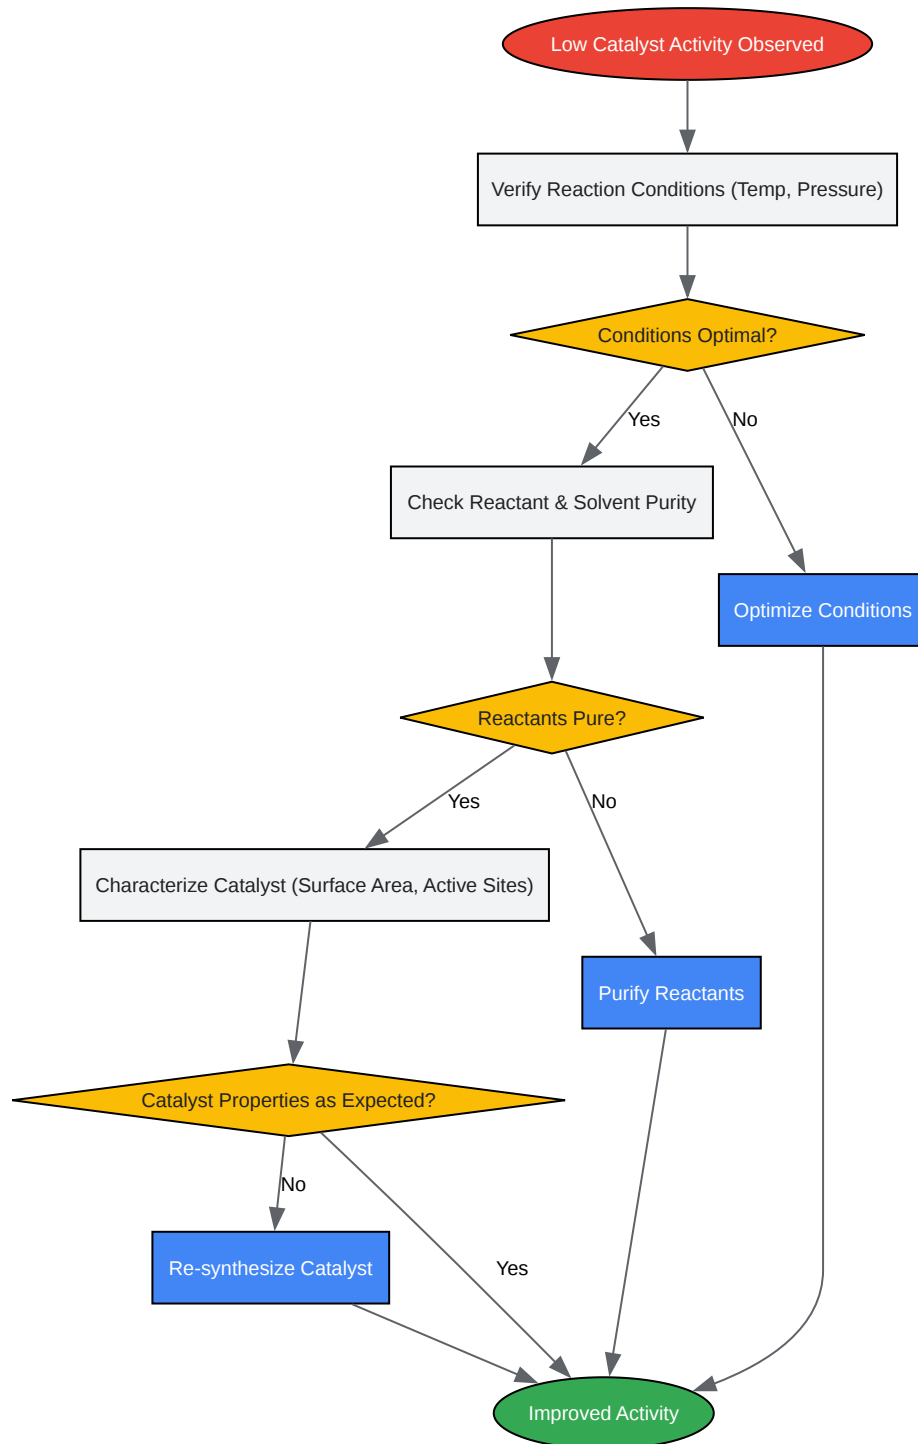 Low Catalyst Activity Observed
Verify Reaction Conditions (Temp, Pressure)
Conditions Optimal?
Yes
No
Check Reactant & Solvent Purity
Optimize Conditions
Reactants Pure?
Yes
No
Characterize Catalyst (Surface Area, Active Sites)
Purify Reactants
Catalyst Properties as Expected?
No
Re-synthesize Catalyst
Yes
Improved Activity